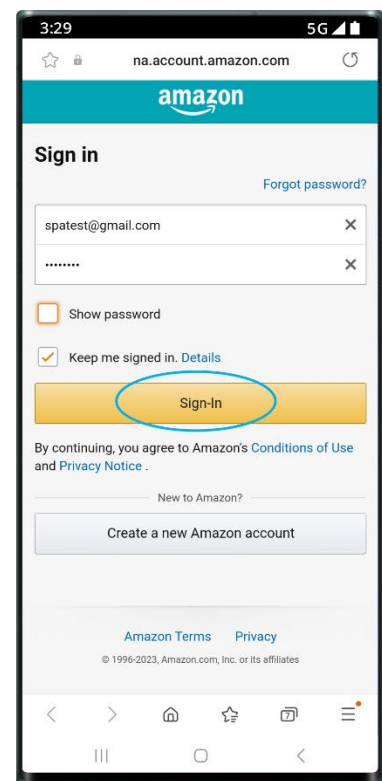 3:29 5G
na.account.amazon.com
amazon
Sign in
Forgot password?
spatest@gmail.com
••••••••
Show password
Keep me signed in. Details
Sign-In
By continuing, you agree to Amazon's Conditions of Use
and Privacy Notice .
New to Amazon?
Create a new Amazon account
Amazon Terms Privacy
© 1996-2023, Amazon.com, Inc. or its affiliates
7